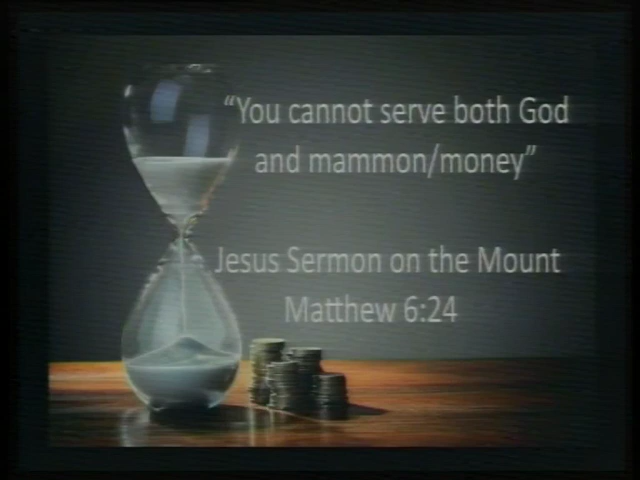 “You cannot serve both God
and mammon/money”
Jesus Sermon on the Mount
Matthew 6:24